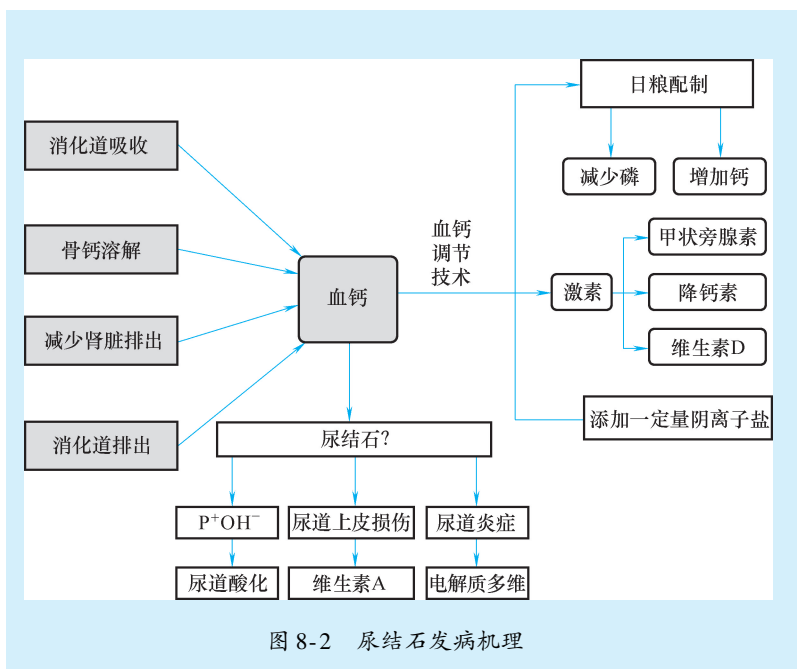 日粮配制
消化道吸收
减少磷
增加钙
骨钙溶解
血钙
调节
技术
甲状旁腺素
血钙
激素
降钙素
减少肾脏排出
维生素D
消化道排出
添加一定量阴离子盐
尿结石?
P⁺OH⁻
尿道上皮损伤
尿道炎症
尿道酸化
维生素A
电解质多维
图 8-2 尿结石发病机理